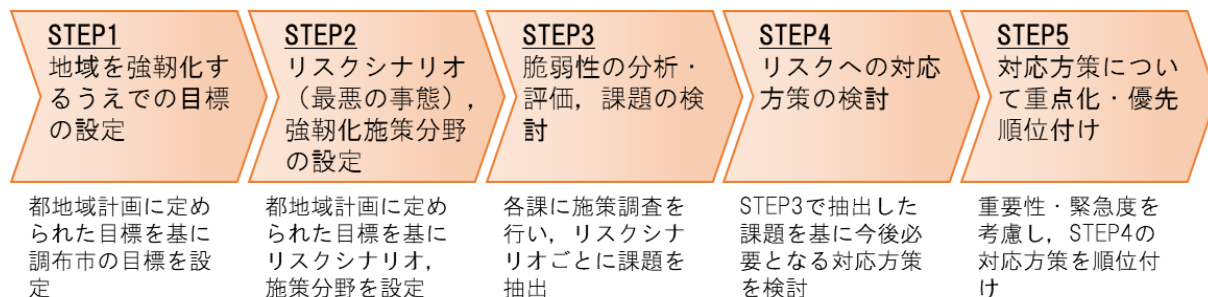 STEP1
地域を強靭化す
るうえでの目標
の設定
STEP2
リスクシナリオ
（最悪の事態），
強靭化施策分野
の設定
STEP3
脆弱性の分析・
評価，課題の検
討
STEP4
リスクへの対応
方策の検討
STEP5
対応方策につい
て重点化・優先
順位付け
都地域計画に定め
られた目標を基に
調布市の目標を設
定
都地域計画に定め
られた目標を基に
リスクシナリオ，
施策分野を設定
各課に施策調査を
行い，リスクシナ
リオごとに課題を
抽出
STEP3で抽出した
課題を基に今後必
要となる対応方策
を検討
重要性・緊急度を
考慮し，STEP4の
対応方策を順位付
け